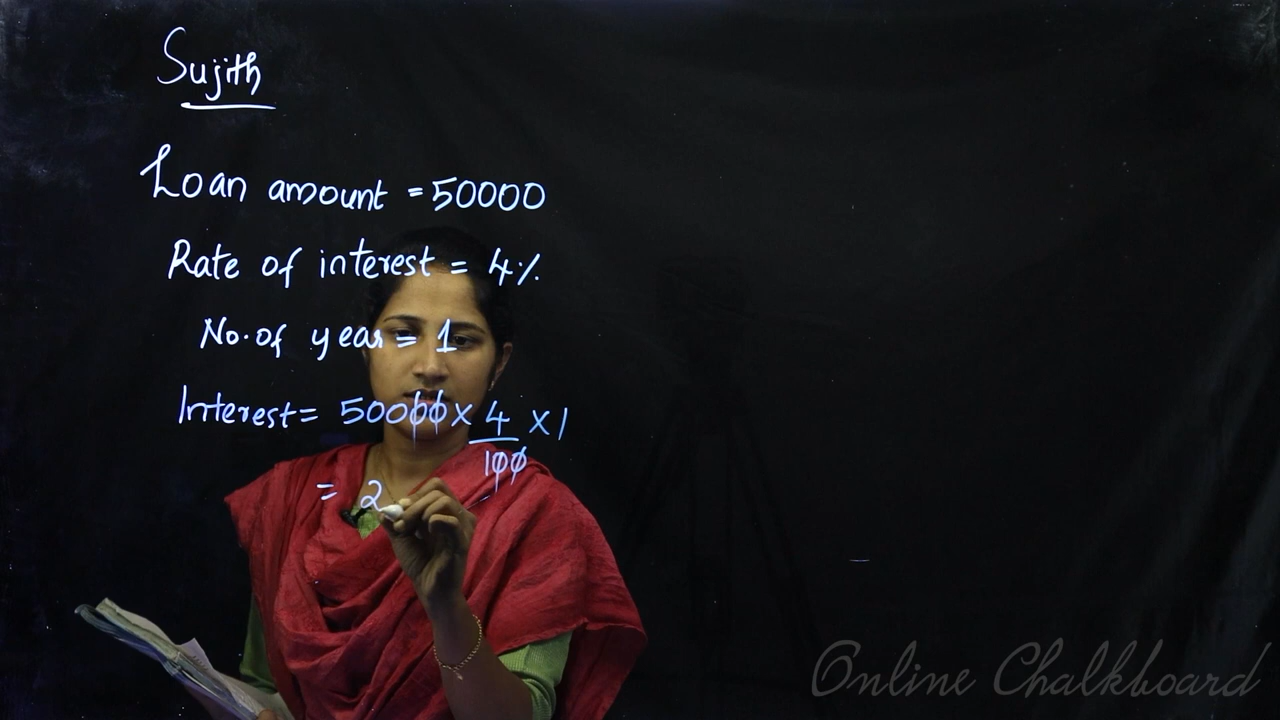 Sujith
Loan amount = 50000
Rate of interest = 4%
No. of year = 1
Interest = 50000 x 4/100 x 1
= 2
Online Chalkboard